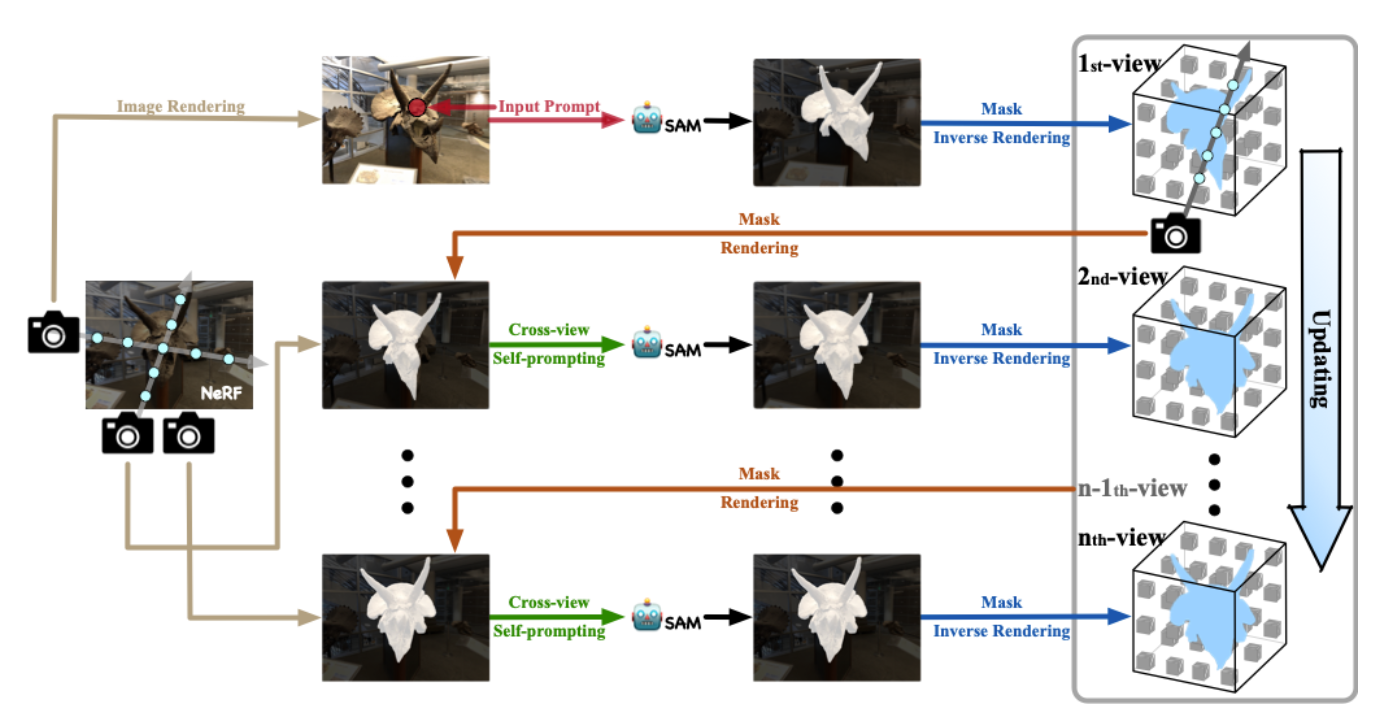 Image Rendering
Input Prompt
SAM
Mask
Inverse Rendering
1st-view
Mask
Rendering
NeRF
Cross-view
Self-prompting
SAM
Mask
Inverse Rendering
2nd-view
Updating
Mask
Rendering
n-1th-view
Cross-view
Self-prompting
SAM
Mask
Inverse Rendering
nth-view